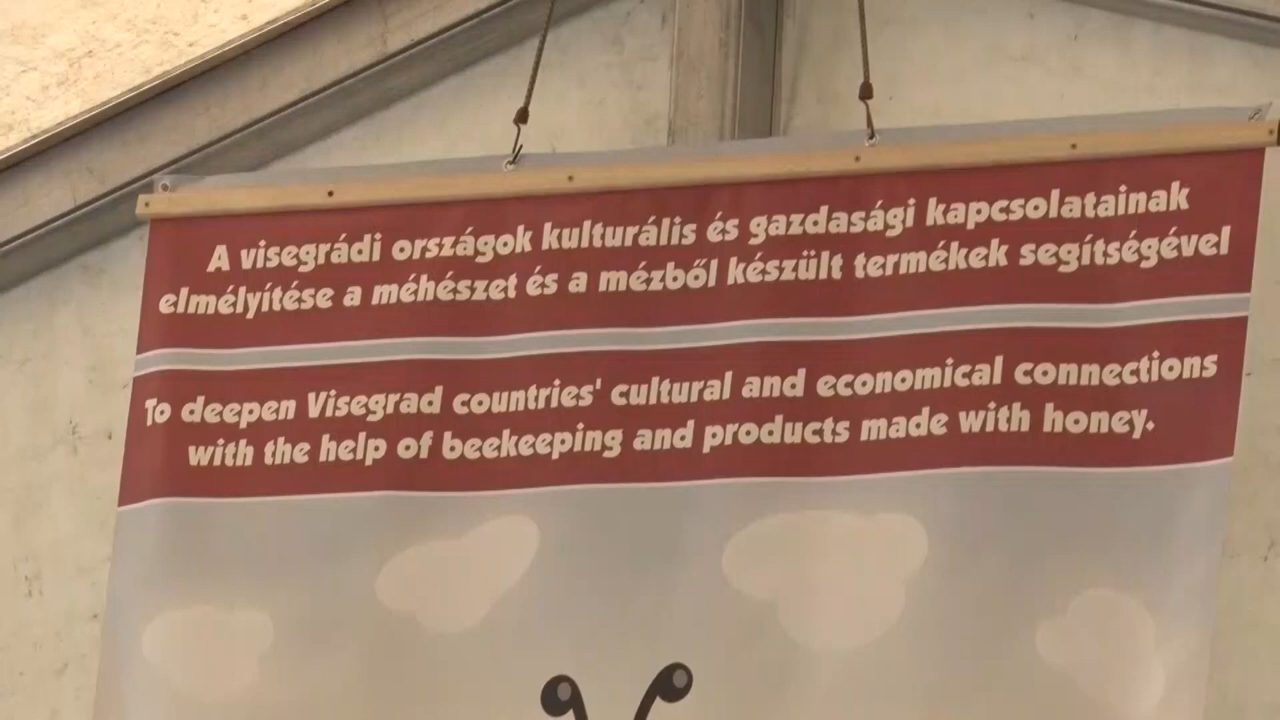 A visegrádi országok kulturális és gazdasági kapcsolatainak
elmélyítése a méhészet és a mézből készült termékek segítségével
To deepen Visegrad countries' cultural and economical connections
with the help of beekeeping and products made with honey.